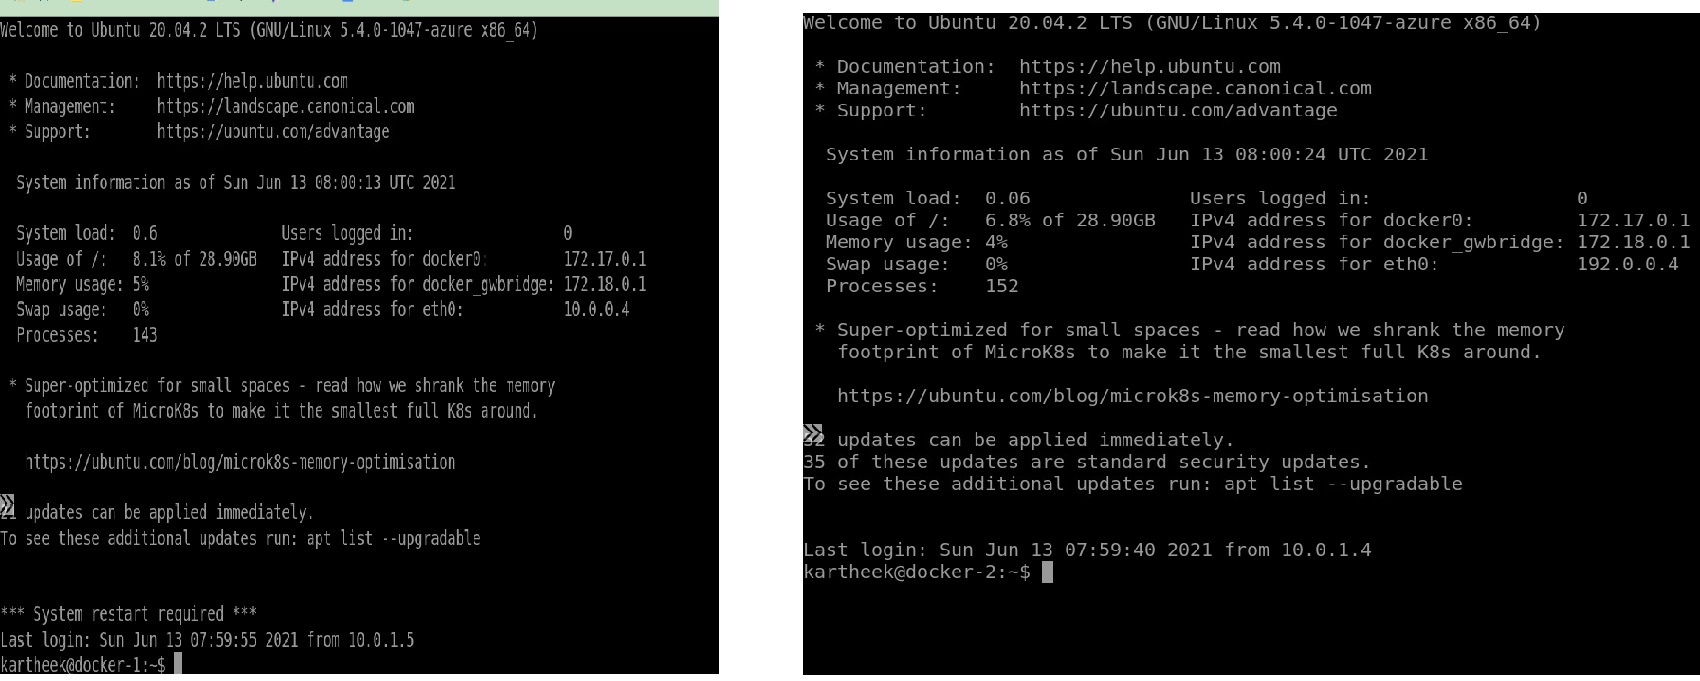 Welcome to Ubuntu 20.04.2 LTS (GNU/Linux 5.4.0-1047-azure x86_64)
* Documentation:  https://help.ubuntu.com
* Management:     https://landscape.canonical.com
* Support:        https://ubuntu.com/advantage
System information as of Sun Jun 13 08:00:13 UTC 2021
System load:  0.6               Users logged in:                  0
Usage of /:   8.1% of 28.90GB   IPv4 address for docker0:         172.17.0.1
Memory usage: 5%                IPv4 address for docker_gwbridge: 172.18.0.1
Swap usage:   0%                IPv4 address for eth0:            10.0.0.4
Processes:    143
* Super-optimized for small spaces - read how we shrank the memory
footprint of MicroK8s to make it the smallest full K8s around.
https://ubuntu.com/blog/microk8s-memory-optimisation
updates can be applied immediately.
To see these additional updates run: apt list --upgradable
*** System restart required ***
Last login: Sun Jun 13 07:59:55 2021 from 10.0.1.5
kartheek@docker-1:~$
Welcome to Ubuntu 20.04.2 LTS (GNU/Linux 5.4.0-1047-azure x86_64)
* Documentation:  https://help.ubuntu.com
* Management:     https://landscape.canonical.com
* Support:        https://ubuntu.com/advantage
System information as of Sun Jun 13 08:00:24 UTC 2021
System load:  0.06              Users logged in:                  0
Usage of /:   6.8% of 28.90GB   IPv4 address for docker0:         172.17.0.1
Memory usage: 4%                IPv4 address for docker_gwbridge: 172.18.0.1
Swap usage:   0%                IPv4 address for eth0:            192.0.0.4
Processes:    152
* Super-optimized for small spaces - read how we shrank the memory
footprint of MicroK8s to make it the smallest full K8s around.
https://ubuntu.com/blog/microk8s-memory-optimisation
updates can be applied immediately.
35 of these updates are standard security updates.
To see these additional updates run: apt list --upgradable
Last login: Sun Jun 13 07:59:40 2021 from 10.0.1.4
kartheek@docker-2:~$